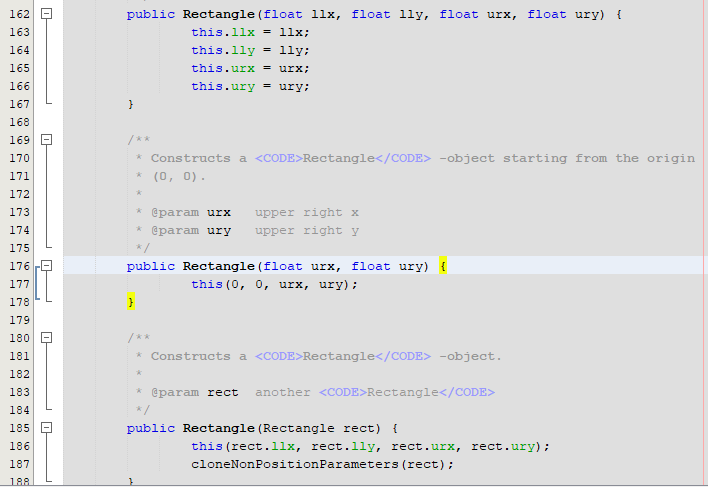 162 public Rectangle(float llx, float lly, float urx, float ury) {
163 this.llx = llx;
164 this.lly = lly;
165 this.urx = urx;
166 this.ury = ury;
167 }
168
169 /**
170 * Constructs a <CODE>Rectangle</CODE> -object starting from the origin
171 * (0, 0).
172 *
173 * @param urx   upper right x
174 * @param ury   upper right y
175 */
176 public Rectangle(float urx, float ury) {
177 this(0, 0, urx, ury);
178 }
179
180 /**
181 * Constructs a <CODE>Rectangle</CODE> -object.
182 *
183 * @param rect  another <CODE>Rectangle</CODE>
184 */
185 public Rectangle(Rectangle rect) {
186 this(rect.llx, rect.lly, rect.urx, rect.ury);
187 cloneNonPositionParameters(rect);
188 }